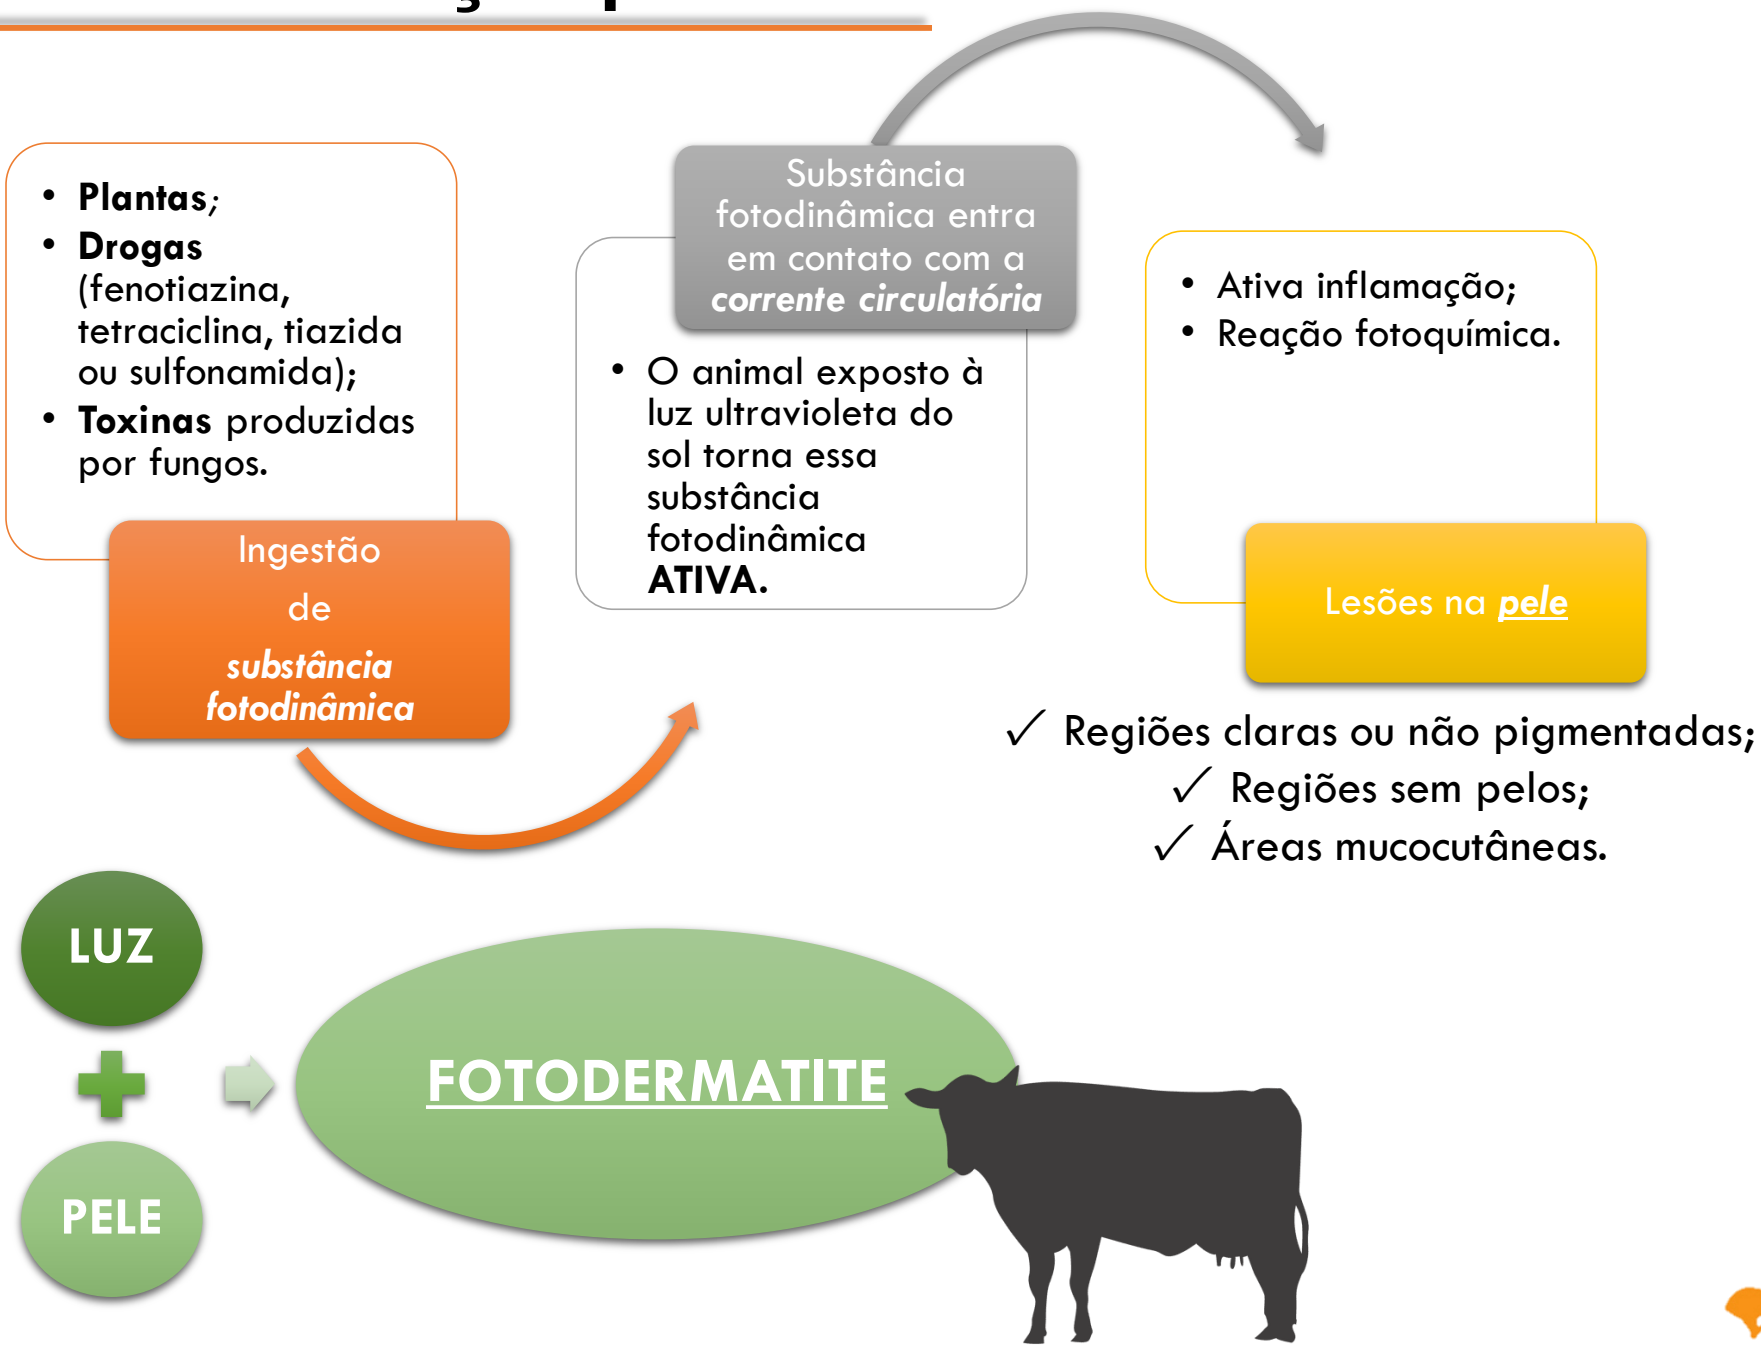 • Plantas;
• Drogas
(fenotiazina,
tetraciclina, tiazida
ou sulfonamida);
• Toxinas produzidas
por fungos.
Ingestão
de
substância
fotodinâmica
Substância
fotodinâmica entra
em contato com a
corrente circulatória
• O animal exposto à
luz ultravioleta do
sol torna essa
substância
fotodinâmica
ATIVA.
• Ativa inflamação;
• Reação fotoquímica.
Lesões na pele
✓ Regiões claras ou não pigmentadas;
✓ Regiões sem pelos;
✓ Áreas mucocutâneas.
LUZ
PELE
FOTODERMATITE